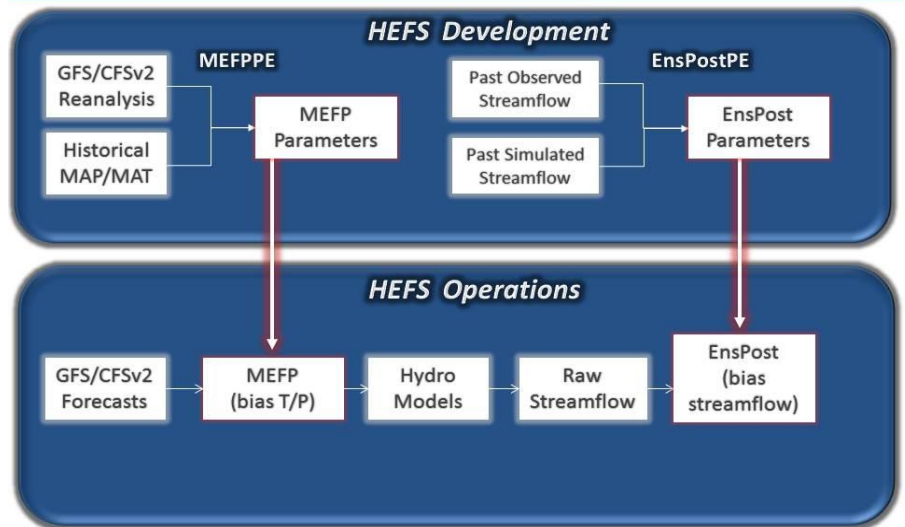 HEFS Development
MEFPPE
EnsPostPE
GFS/CFSv2
Reanalysis
Historical
MAP/MAT
MEFP
Parameters
Past Observed
Streamflow
Past Simulated
Streamflow
EnsPost
Parameters
HEFS Operations
GFS/CFSv2
Forecasts
MEFP
(bias T/P)
Hydro
Models
Raw
Streamflow
EnsPost
(bias
streamflow)